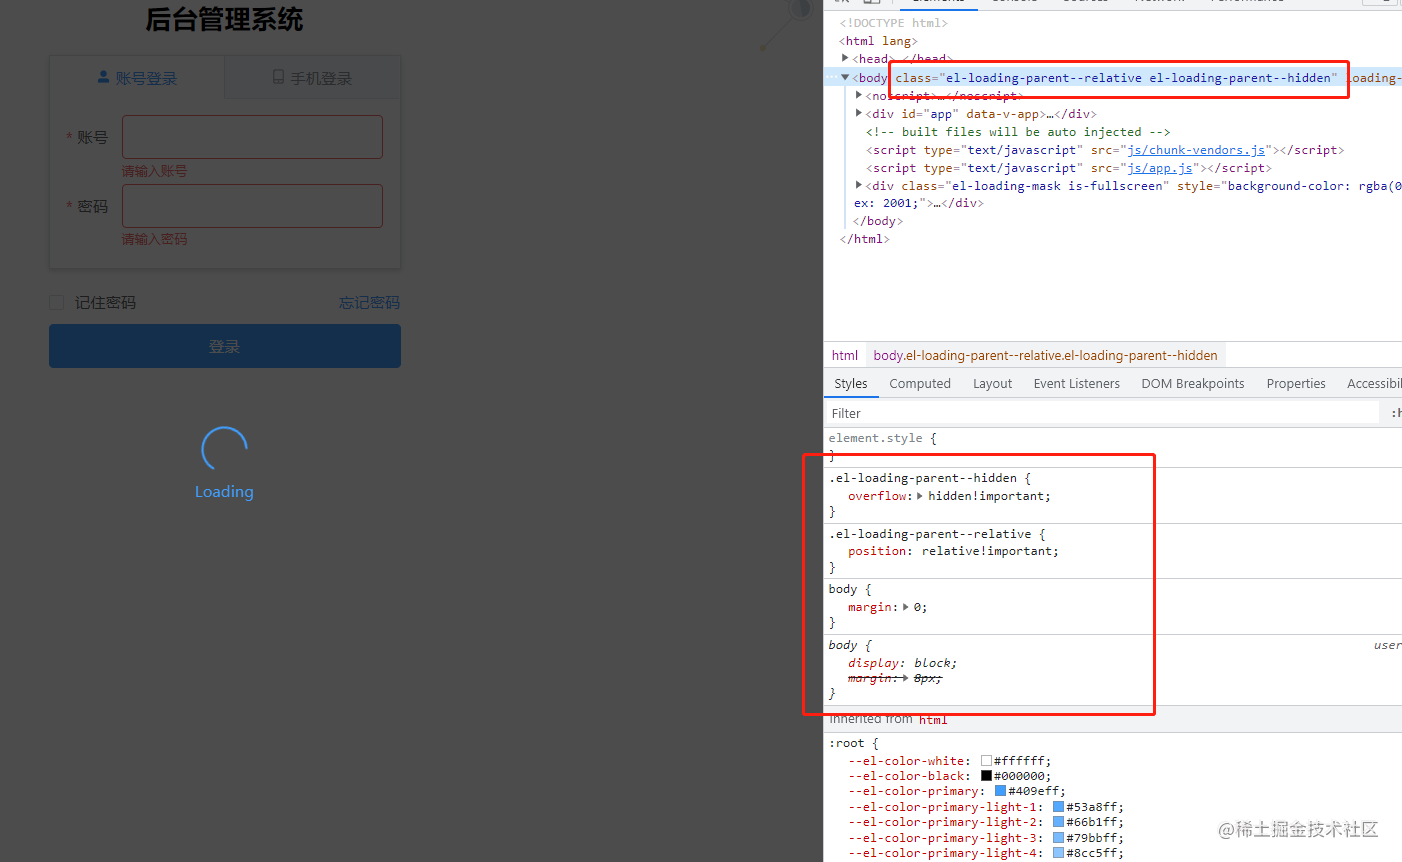 后台管理系统
账号登录
手机登录
* 账号
请输入账号
* 密码
请输入密码
记住密码
忘记密码
登录
Loading
<!DOCTYPE html>
<html lang>
<head>…</head>
<body class="el-loading-parent--relative el-loading-parent--hidden" loading-
<noscript>…</noscript>
<div id="app" data-v-app>…</div>
<!-- built files will be auto injected -->
<script type="text/javascript" src="js/chunk-vendors.js"></script>
<script type="text/javascript" src="js/app.js"></script>
<div class="el-loading-mask is-fullscreen" style="background-color: rgba(0
ex: 2001;">…</div>
</body>
</html>
html body.el-loading-parent--relative.el-loading-parent--hidden
Styles Computed Layout Event Listeners DOM Breakpoints Properties Accessibil
Filter :h
element.style {
}
.el-loading-parent--hidden {
overflow: hidden!important;
}
.el-loading-parent--relative {
position: relative!important;
}
body {
margin: 0;
}
body { user
display: block;
margin: 8px;
}
Inherited from html
:root {
--el-color-white: #ffffff;
--el-color-black: #000000;
--el-color-primary: #409eff;
--el-color-primary-light-1: #53a8ff;
--el-color-primary-light-2: #66b1ff;
--el-color-primary-light-3: #79bbff;
--el-color-primary-light-4: #8cc5ff;
@稀土掘金技术社区